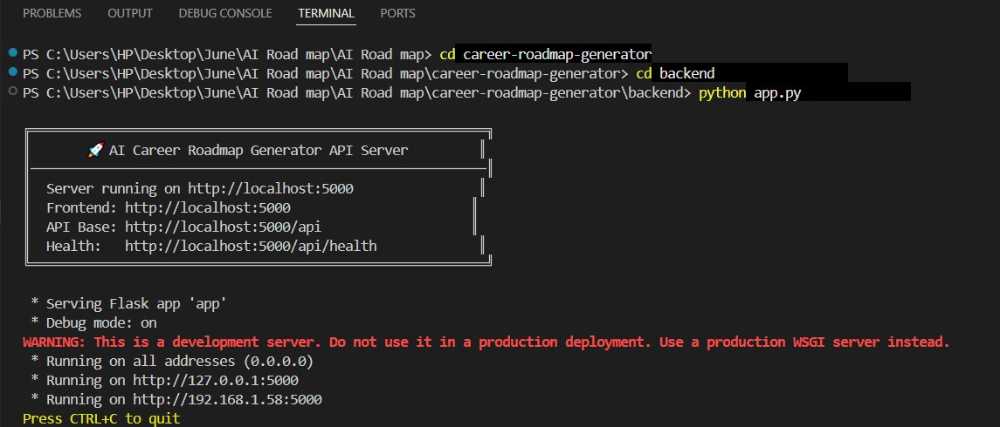 PROBLEMS OUTPUT DEBUG CONSOLE TERMINAL PORTS
PS C:\Users\HP\Desktop\June\AI Road map\AI Road map> cd career-roadmap-generator
PS C:\Users\HP\Desktop\June\AI Road map\AI Road map\career-roadmap-generator> cd backend
PS C:\Users\HP\Desktop\June\AI Road map\AI Road map\career-roadmap-generator\backend> python app.py
🚀 AI Career Roadmap Generator API Server
Server running on http://localhost:5000
Frontend: http://localhost:5000
API Base: http://localhost:5000/api
Health: http://localhost:5000/api/health
* Serving Flask app 'app'
* Debug mode: on
WARNING: This is a development server. Do not use it in a production deployment. Use a production WSGI server instead.
* Running on all addresses (0.0.0.0)
* Running on http://127.0.0.1:5000
* Running on http://192.168.1.58:5000
Press CTRL+C to quit